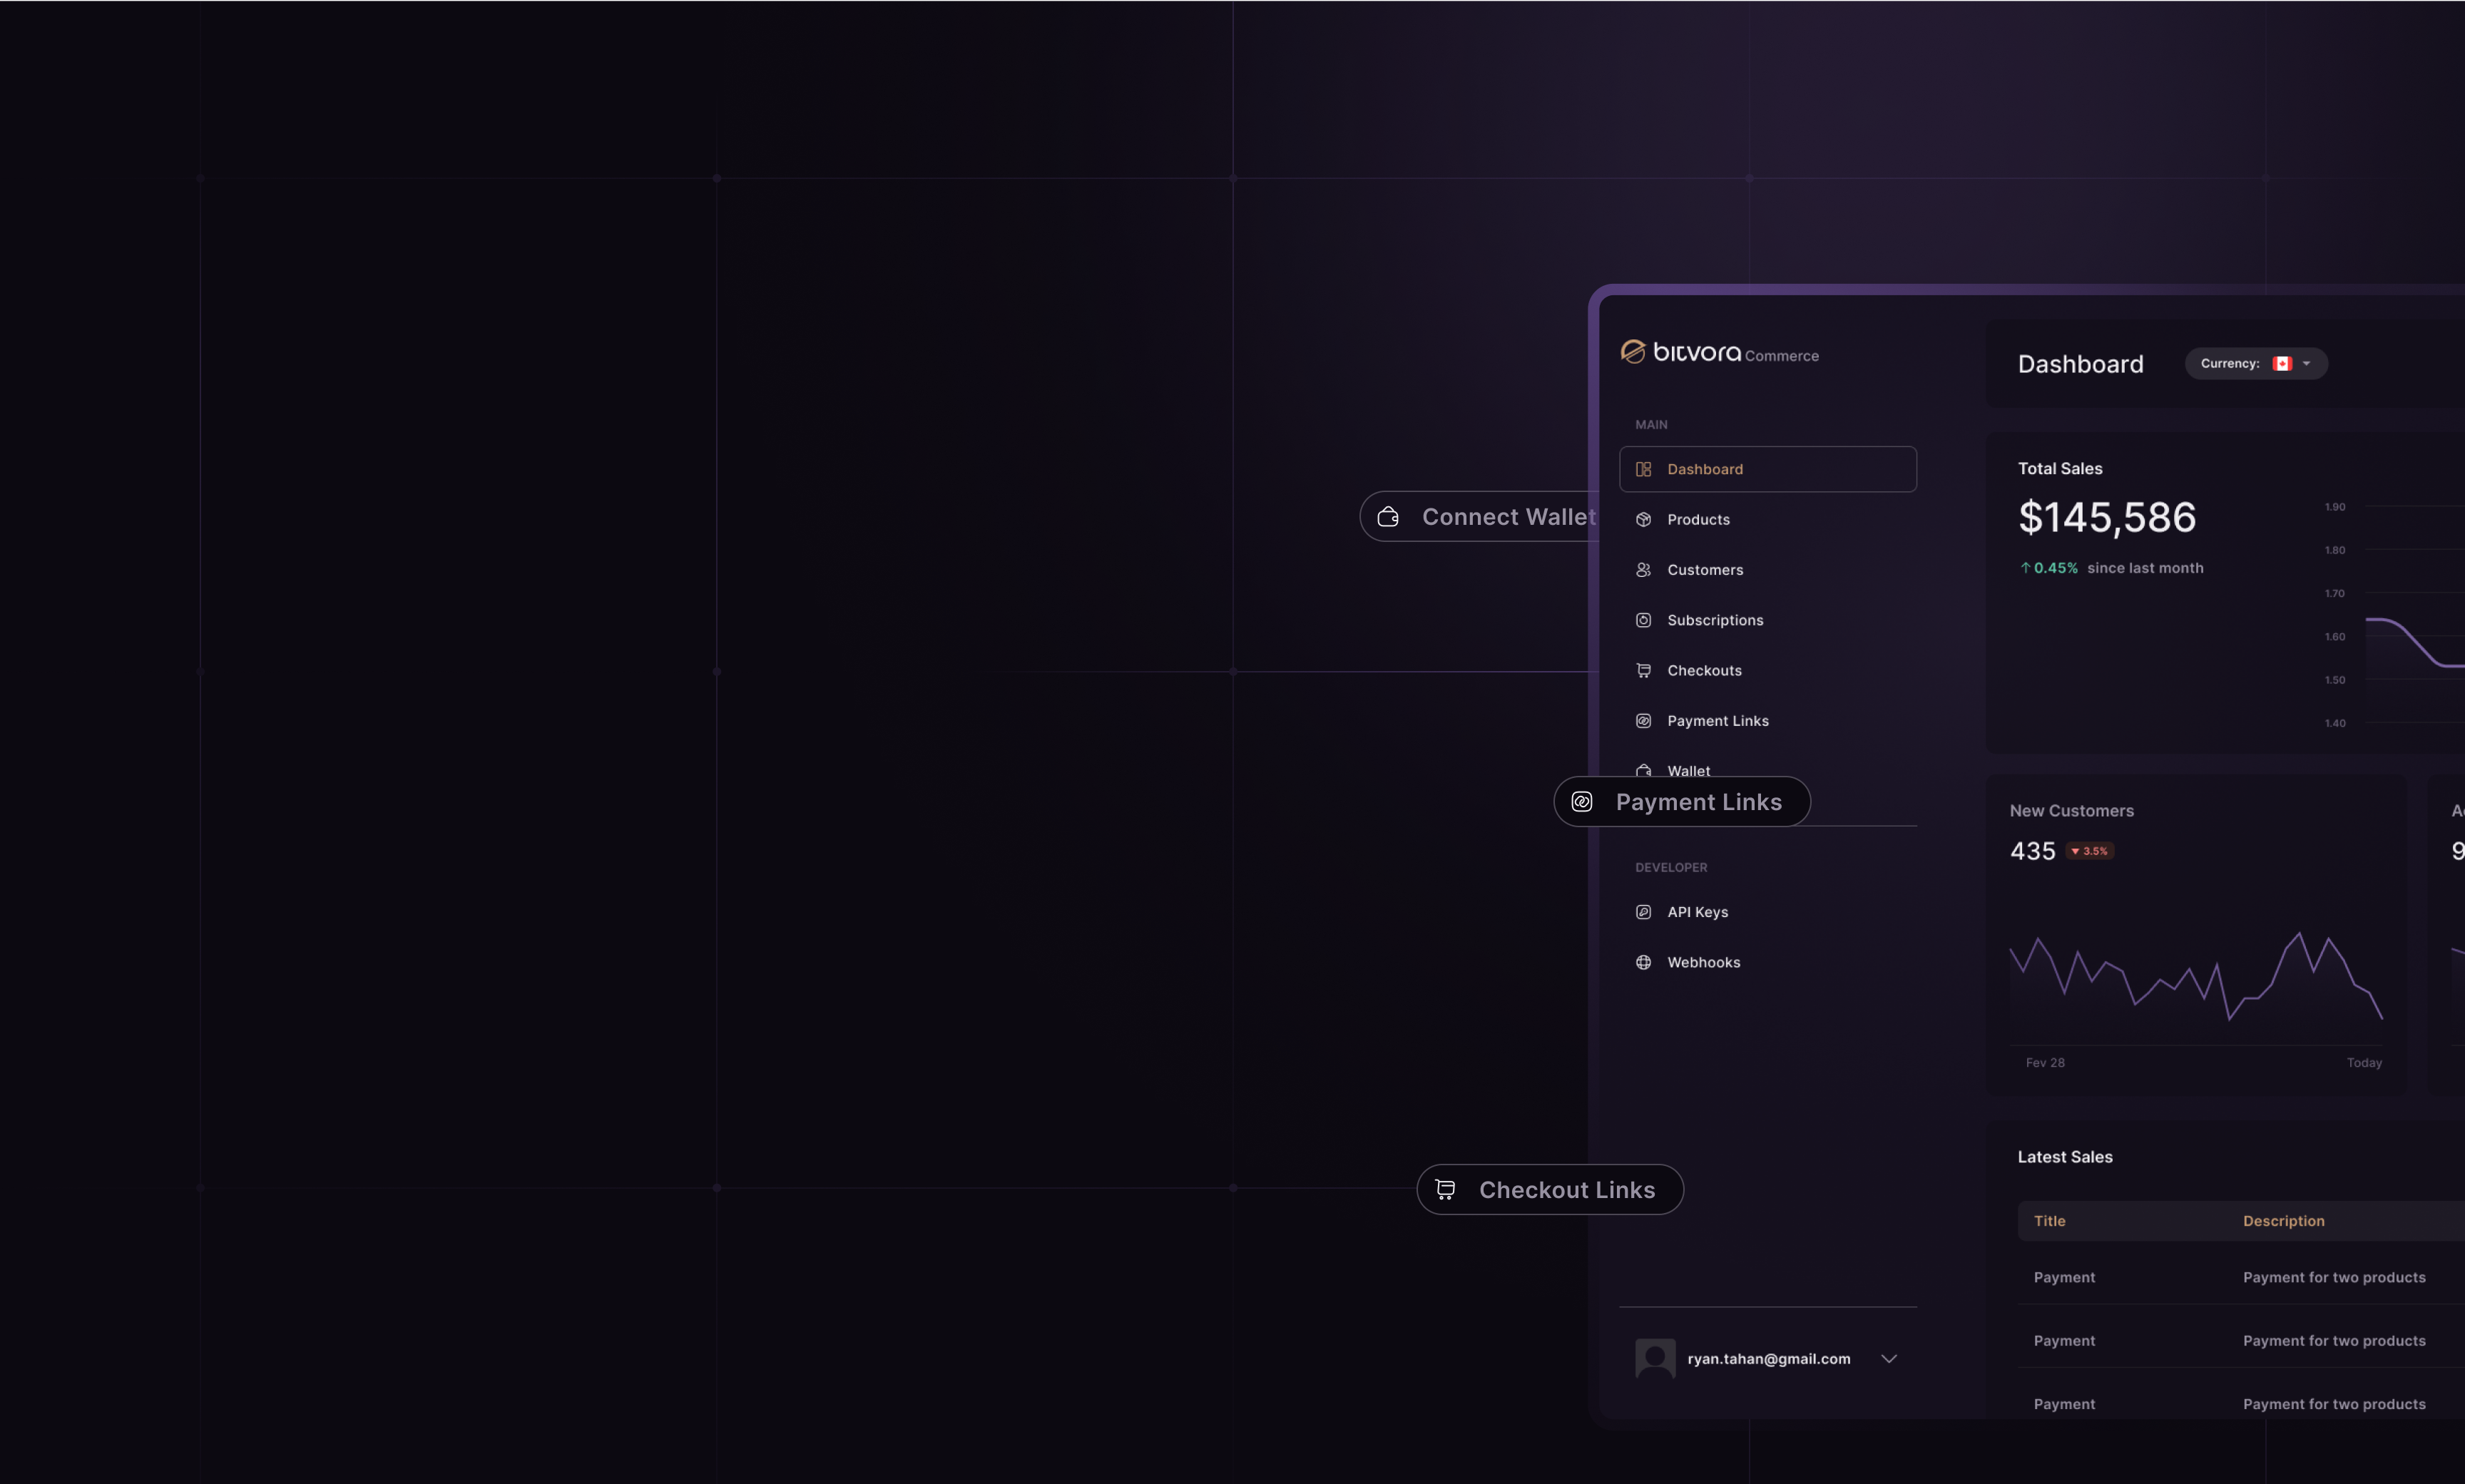 bitvora Commerce
MAIN
Dashboard
Products
Customers
Subscriptions
Checkouts
Payment Links
Wallet
DEVELOPER
API Keys
Webhooks
ryan.tahan@gmail.com
Connect Wallet
Payment Links
Checkout Links
Dashboard
Currency:
Total Sales
$145,586
↑0.45% since last month
1.90
1.80
1.70
1.60
1.50
1.40
New Customers
435 ▼ 3.5%
Fev 28 Today
Latest Sales
Title Description
Payment Payment for two products
Payment Payment for two products
Payment Payment for two products